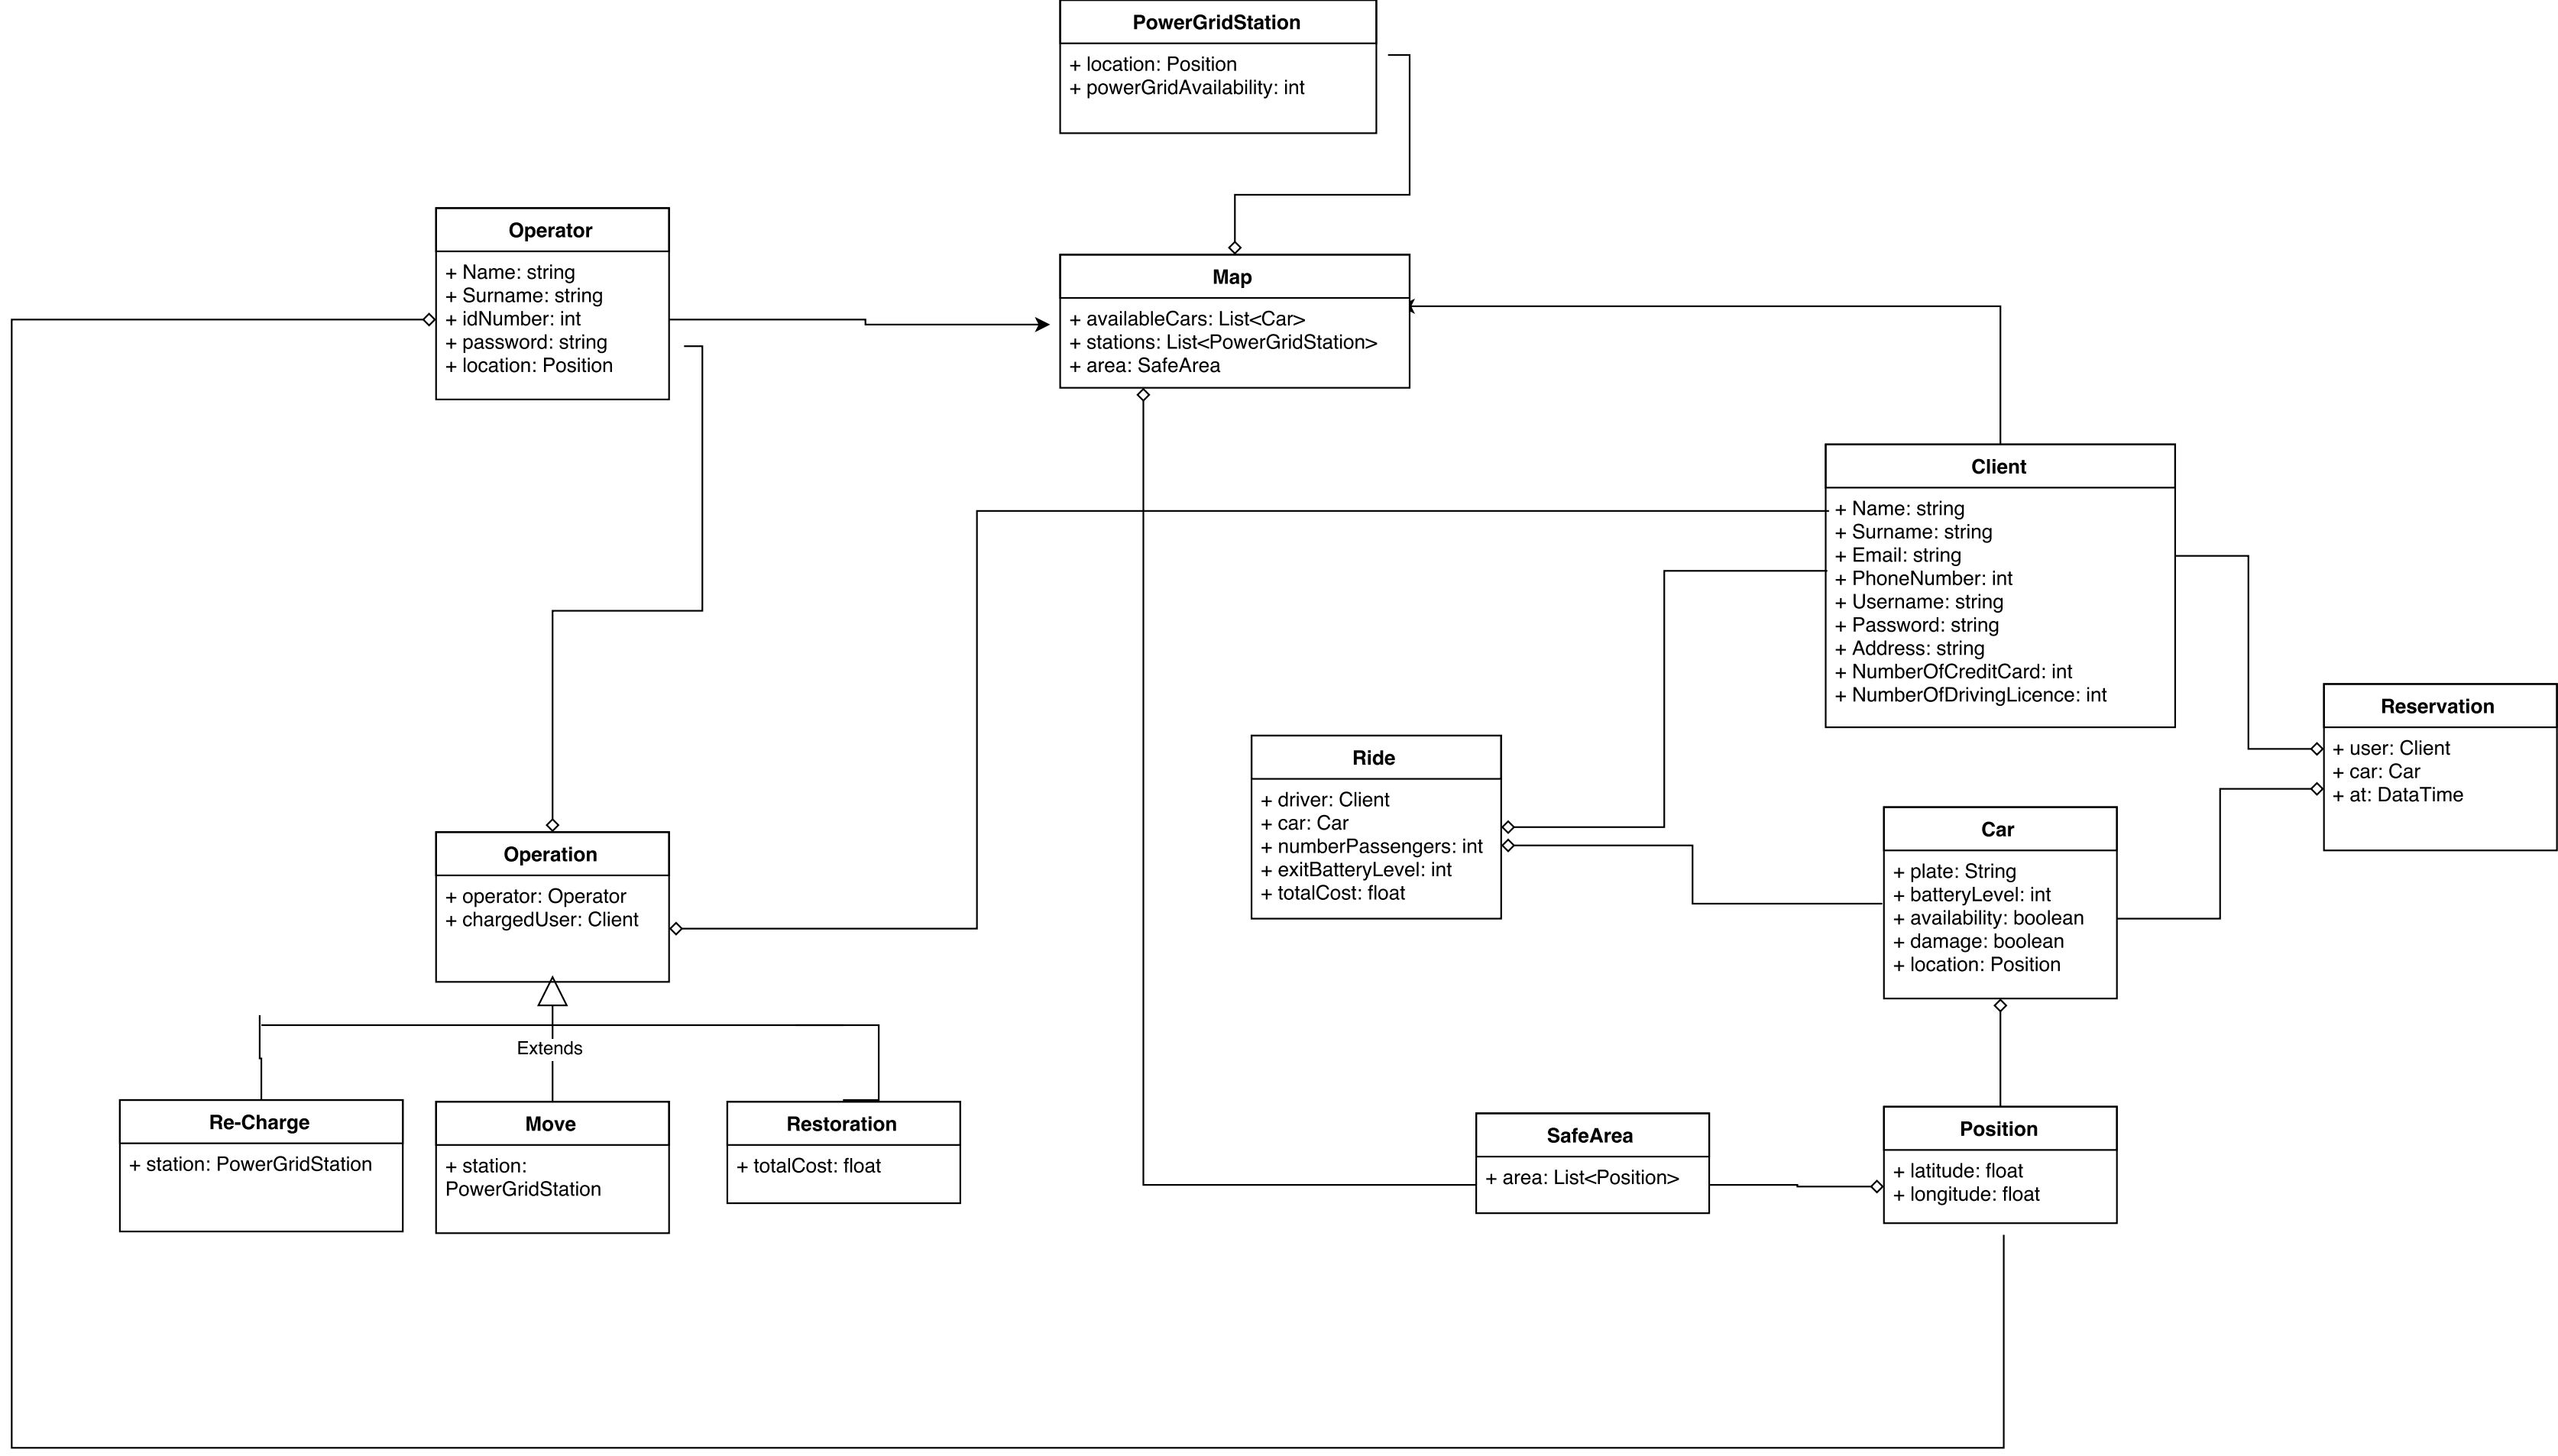 PowerGridStation
+ location: Position
+ powerGridAvailability: int
Operator
+ Name: string
+ Surname: string
+ idNumber: int
+ password: string
+ location: Position
Map
+ availableCars: List<Car>
+ stations: List<PowerGridStation>
+ area: SafeArea
Client
+ Name: string
+ Surname: string
+ Email: string
+ PhoneNumber: int
+ Username: string
+ Password: string
+ Address: string
+ NumberOfCreditCard: int
+ NumberOfDrivingLicence: int
Reservation
+ user: Client
+ car: Car
+ at: DataTime
Ride
+ driver: Client
+ car: Car
+ numberPassengers: int
+ exitBatteryLevel: int
+ totalCost: float
Car
+ plate: String
+ batteryLevel: int
+ availability: boolean
+ damage: boolean
+ location: Position
Operation
+ operator: Operator
+ chargedUser: Client
Extends
Re-Charge
+ station: PowerGridStation
Move
+ station:
PowerGridStation
Restoration
+ totalCost: float
SafeArea
+ area: List<Position>
Position
+ latitude: float
+ longitude: float